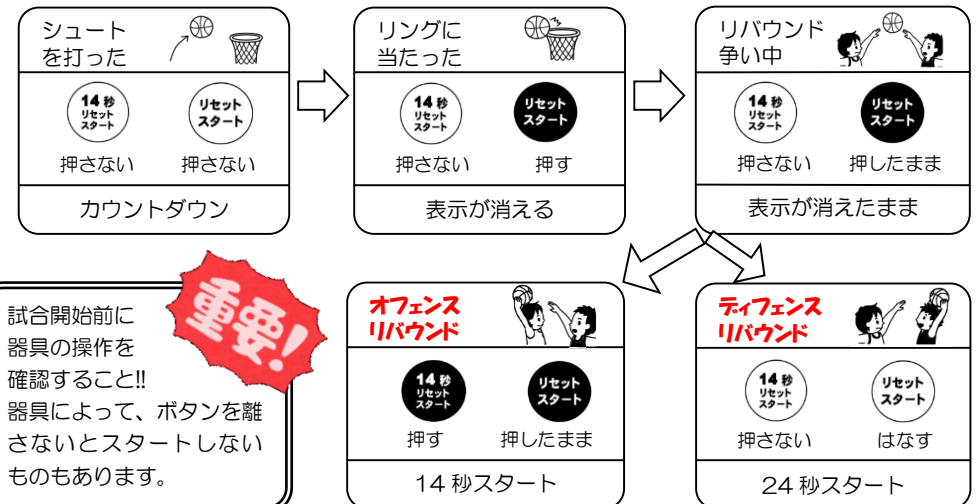 シュート
を打った
14秒
リセット
スタート
リセット
スタート
押さない
押さない
カウントダウン
リングに
当たった
14秒
リセット
スタート
リセット
スタート
押さない
押す
表示が消える
リバウンド
争い中
14秒
リセット
スタート
リセット
スタート
押さない
押したまま
表示が消えたまま
重要!
試合開始前に
器具の操作を
確認すること!!
器具によって、ボタンを離
さないとスタートしない
ものもあります。
オフェンス
リバウンド
14秒
リセット
スタート
リセット
スタート
押す
押したまま
14秒スタート
ディフェンス
リバウンド
14秒
リセット
スタート
リセット
スタート
押さない
はなす
24秒スタート